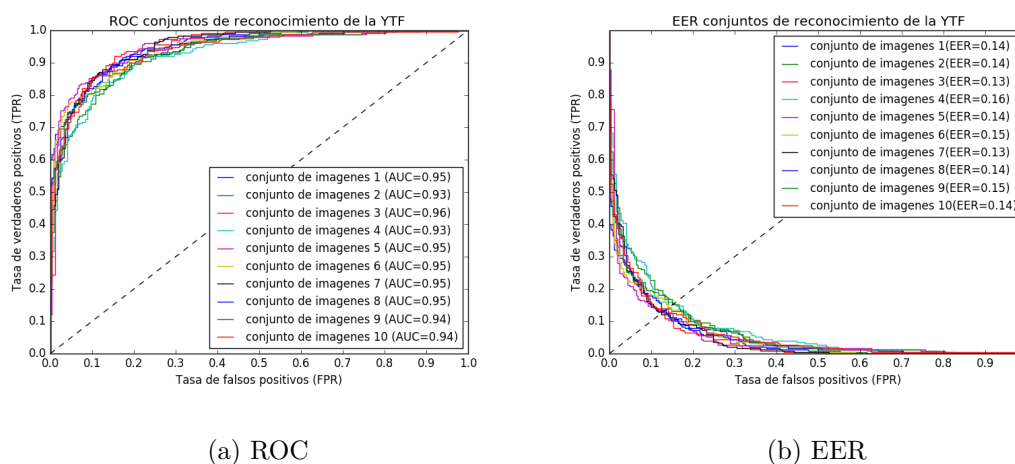 ROC conjuntos de reconocimiento de la YTF
1.0
0.9
0.8
0.7
0.6
0.5
0.4
0.3
0.2
0.1
0.0
Tasa de verdaderos positivos (TPR)
conjunto de imagenes 1 (AUC=0.95)
conjunto de imagenes 2 (AUC=0.93)
conjunto de imagenes 3 (AUC=0.96)
conjunto de imagenes 4 (AUC=0.93)
conjunto de imagenes 5 (AUC=0.95)
conjunto de imagenes 6 (AUC=0.95)
conjunto de imagenes 7 (AUC=0.95)
conjunto de imagenes 8 (AUC=0.95)
conjunto de imagenes 9 (AUC=0.94)
conjunto de imagenes 10 (AUC=0.94)
0.0 0.1 0.2 0.3 0.4 0.5 0.6 0.7 0.8 0.9 1.0
Tasa de falsos positivos (FPR)
(a) ROC
EER conjuntos de reconocimiento de la YTF
1.0
0.9
0.8
0.7
0.6
0.5
0.4
0.3
0.2
0.1
0.0
Tasa de verdaderos positivos (TPR)
conjunto de imagenes 1(EER=0.14)
conjunto de imagenes 2(EER=0.14)
conjunto de imagenes 3(EER=0.13)
conjunto de imagenes 4(EER=0.16)
conjunto de imagenes 5(EER=0.14)
conjunto de imagenes 6(EER=0.15)
conjunto de imagenes 7(EER=0.13)
conjunto de imagenes 8(EER=0.14)
conjunto de imagenes 9(EER=0.15)
conjunto de imagenes 10(EER=0.14)
0.0 0.1 0.2 0.3 0.4 0.5 0.6 0.7 0.8 0.9
Tasa de falsos positivos (FPR)
(b) EER